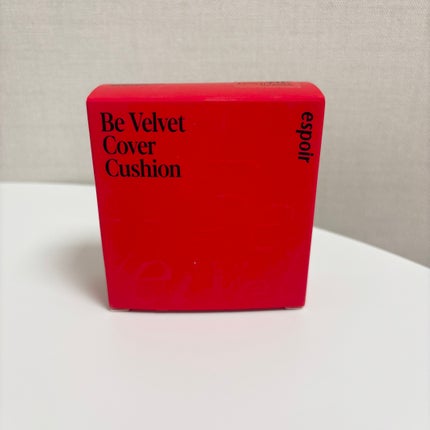 Be Velvet
Cover
Cushion
espoir